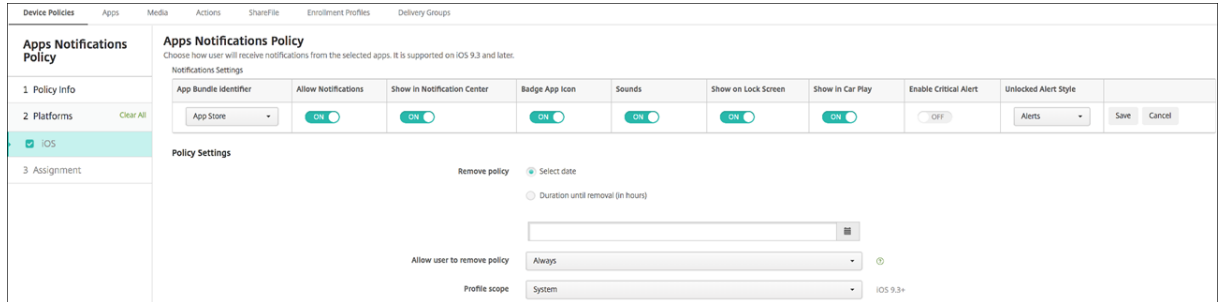 Device Policies Apps Media Actions ShareFile Enrollment Profiles Delivery Groups
Apps Notifications Policy
1 Policy Info
2 Platforms Clear All
iOS
3 Assignment
Apps Notifications Policy
Choose how user will receive notifications from the selected apps. It is supported on iOS 9.3 and later.
Notifications Settings
App Bundle identifier Allow Notifications Show in Notification Center Badge App Icon Sounds Show on Lock Screen Show in Car Play Enable Critical Alert Unlocked Alert Style
App Store ON ON ON ON ON ON OFF Alerts Save Cancel
Policy Settings
Remove policy Select date
Duration until removal (in hours)
Allow user to remove policy Always
Profile scope System iOS 9.3+